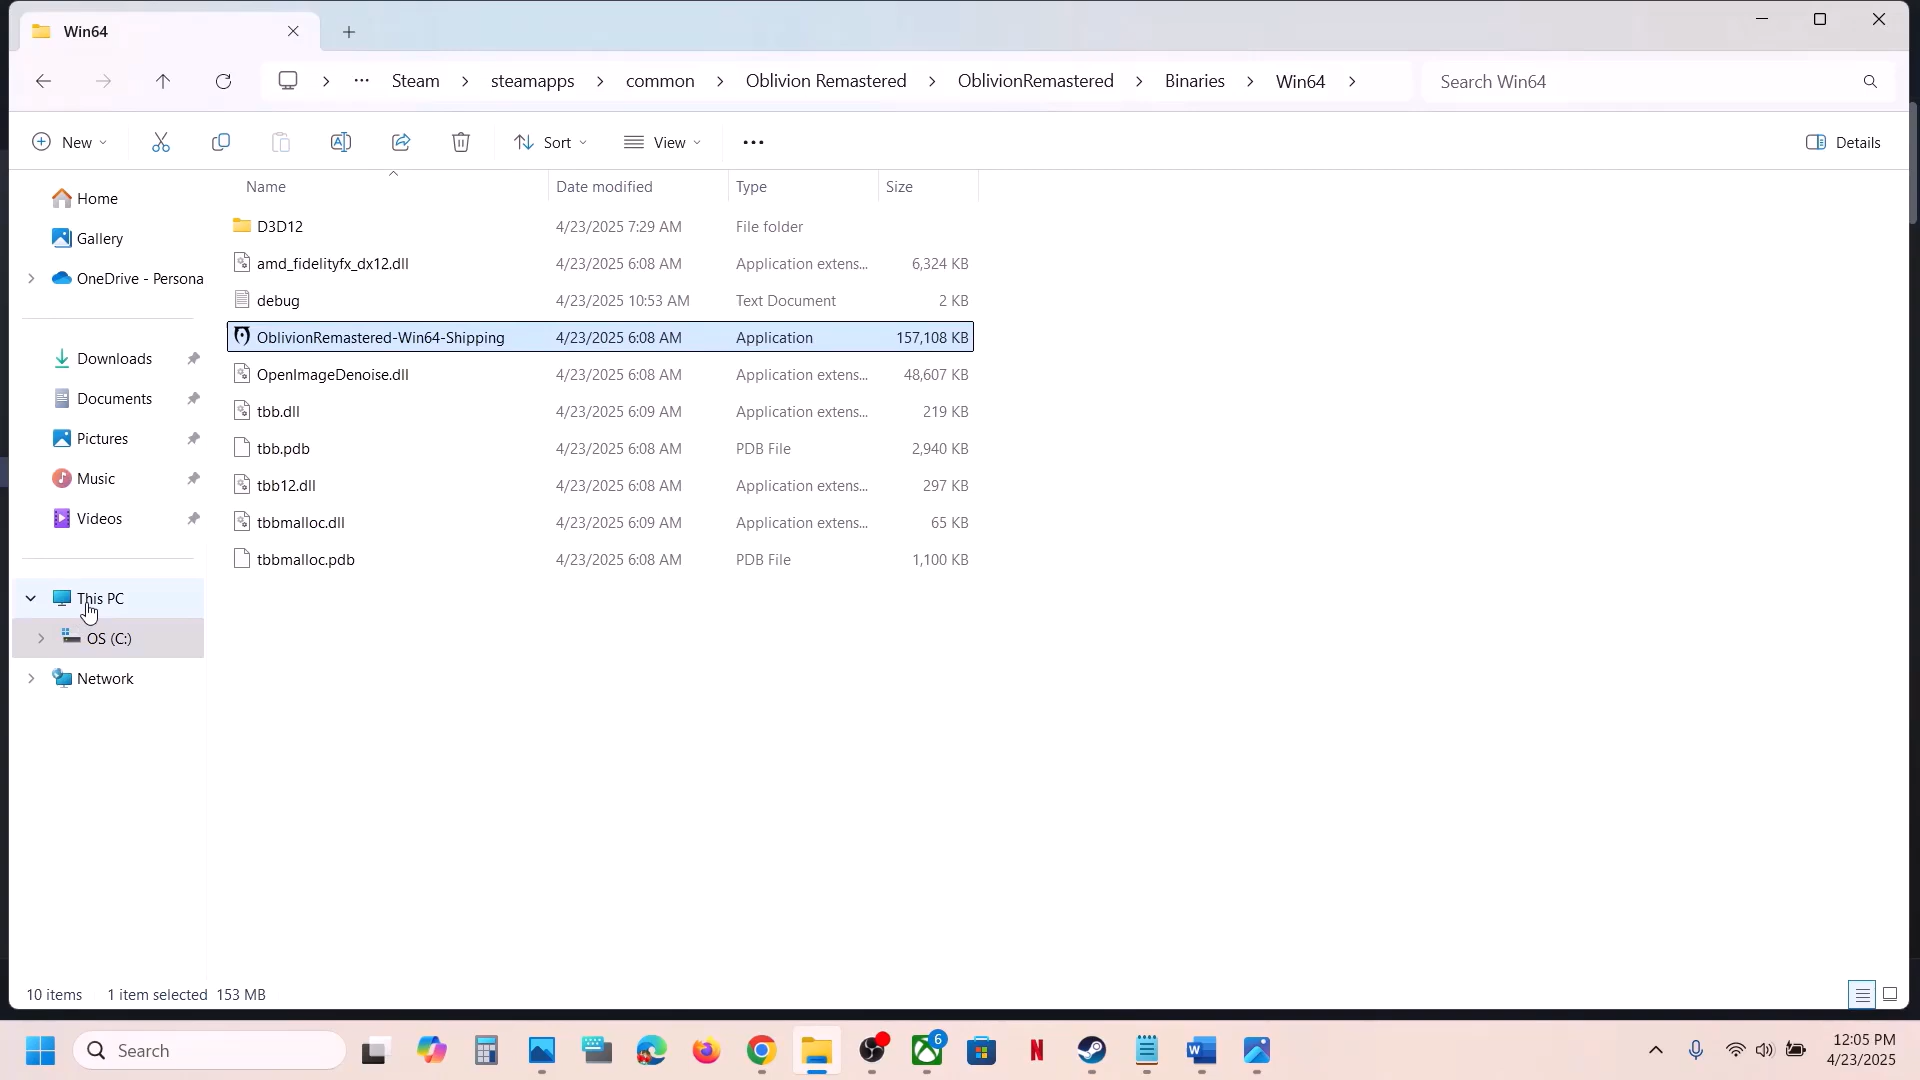 Win64
Steam > steamapps > common > Oblivion Remastered > OblivionRemastered > Binaries > Win64 >
Search Win64
New
Sort
View
Details
Name Date modified Type Size
Home
Gallery
OneDrive - Persona
Downloads
Documents
Pictures
Music
Videos
This PC
OS (C:)
Network
D3D12 4/23/2025 7:29 AM File folder
amd_fidelityfx_dx12.dll 4/23/2025 6:08 AM Application extens... 6,324 KB
debug 4/23/2025 10:53 AM Text Document 2 KB
OblivionRemastered-Win64-Shipping 4/23/2025 6:08 AM Application 157,108 KB
OpenImageDenoise.dll 4/23/2025 6:08 AM Application extens... 48,607 KB
tbb.dll 4/23/2025 6:09 AM Application extens... 219 KB
tbb.pdb 4/23/2025 6:08 AM PDB File 2,940 KB
tbb12.dll 4/23/2025 6:08 AM Application extens... 297 KB
tbbmalloc.dll 4/23/2025 6:09 AM Application extens... 65 KB
tbbmalloc.pdb 4/23/2025 6:08 AM PDB File 1,100 KB
10 items 1 item selected 153 MB
Search
6
12:05 PM
4/23/2025